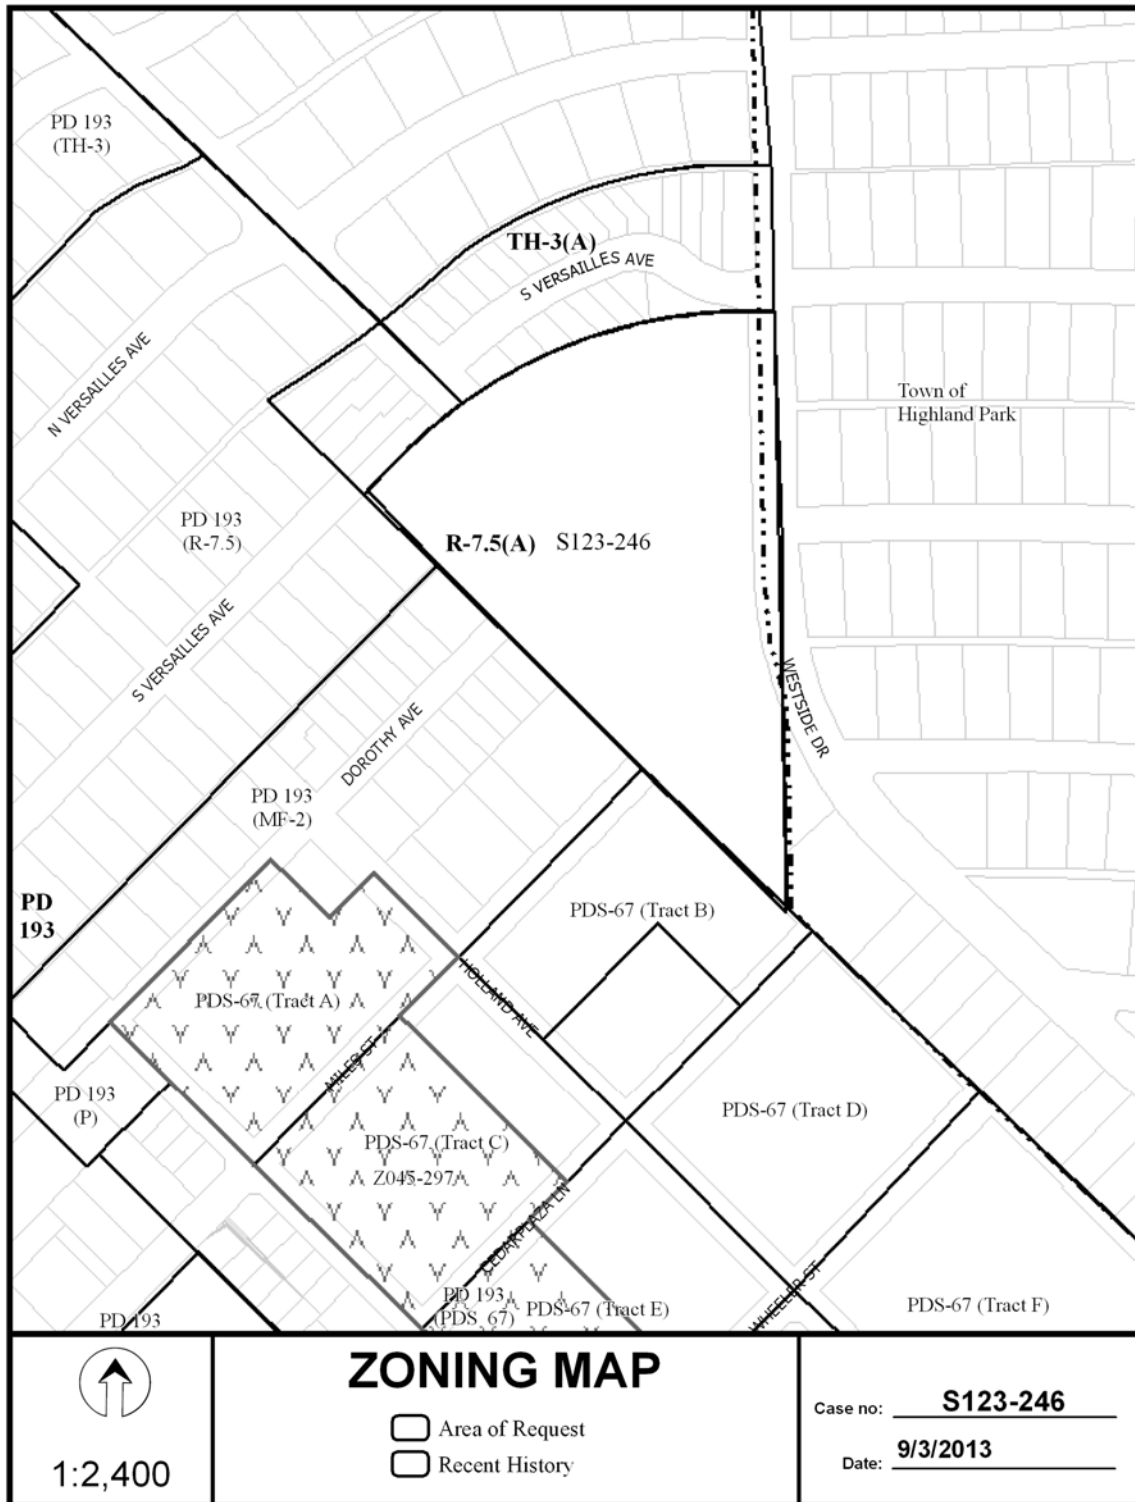 PD 193
(TH-3)
TH-3(A)
S VERSAILLES AVE
N VERSAILLES AVE
Town of
Highland Park
PD 193
(R-7.5)
R-7.5(A) S123-246
S VERSAILLES AVE
WESTSIDE DR
DOROTHY AVE
PD 193
(MF-2)
PD
193
PDS-67 (Tract B)
HOLLAND AVE
PDS-67 (Tract A)
MILES ST
PD 193
(P)
PDS-67 (Tract D)
PDS-67 (Tract C)
Z045-297
CEDARPLAZA LN
PD 193
(PDS 67)
PDS-67 (Tract E)
WHEELER ST
PDS-67 (Tract F)
PD 193
1:2,400
ZONING MAP
Area of Request
Recent History
Case no: S123-246
Date: 9/3/2013